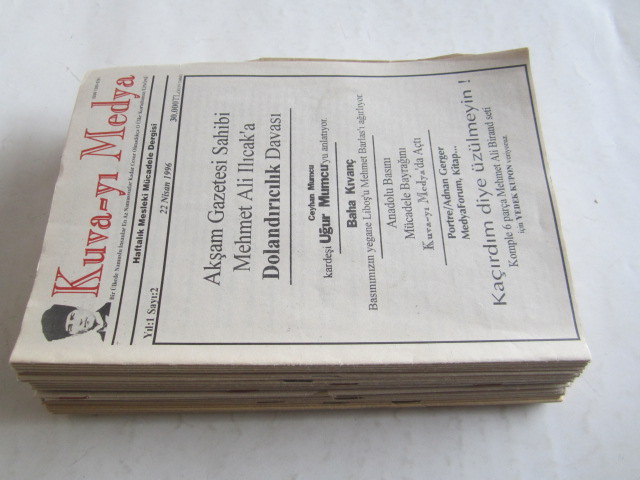 Kuva-yı Medya
Haftalık Mesleki Mücadele Dergisi
Yıl:1 Sayı:2
22 Nisan 1996
Akşam Gazetesi Sahibi
Mehmet Ali Ilıcak'a
Dolandırıcılık Davası
Ceyhan Mumcu
kardeşi Uğur Mumcu'yu anlatıyor.
Baha Kıvanç
Basınımızın yegane Liboş'u Mehmet Barlas'ı ağırlıyor.
Anadolu Basını
Mücadele Bayrağını
Kuva-yı Medya'da Açtı
Portre/Adnan Gerger
Medyaforum, Kitap...
Kaçırdım diye üzülmeyin !
Komple 6 parça Mehmet Ali Birand seti
için YEDEK KUPON veriyoruz.